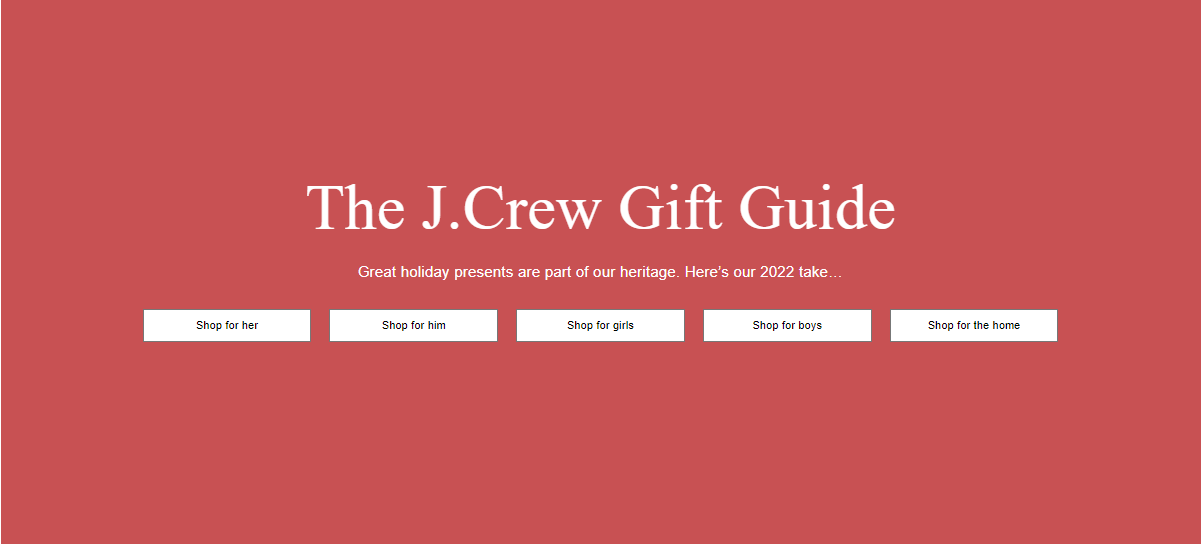 The J.Crew Gift Guide
Great holiday presents are part of our heritage. Here’s our 2022 take…
Shop for her
Shop for him
Shop for girls
Shop for boys
Shop for the home